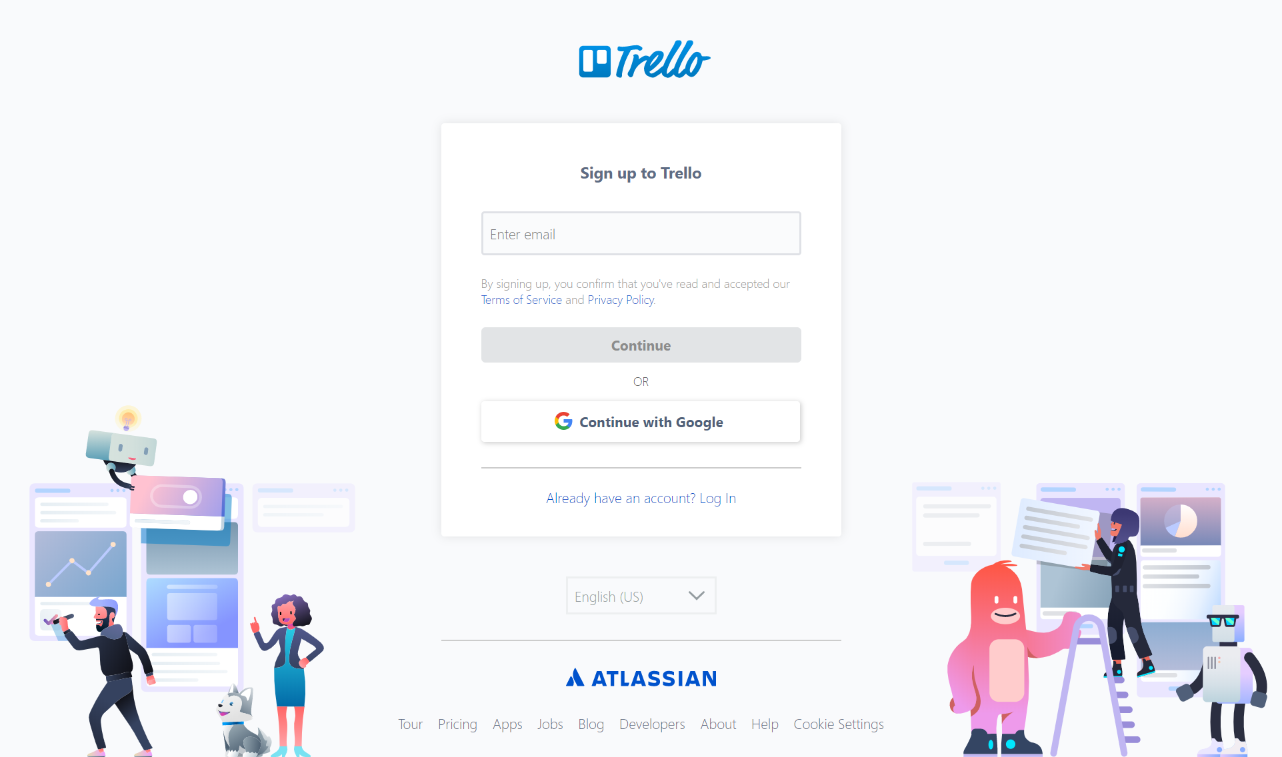 Trello
Sign up to Trello
Enter email
By signing up, you confirm that you've read and accepted our
Terms of Service and Privacy Policy.
Continue
OR
Continue with Google
Already have an account? Log In
English (US)
ATLASSIAN
Tour Pricing Apps Jobs Blog Developers About Help Cookie Settings